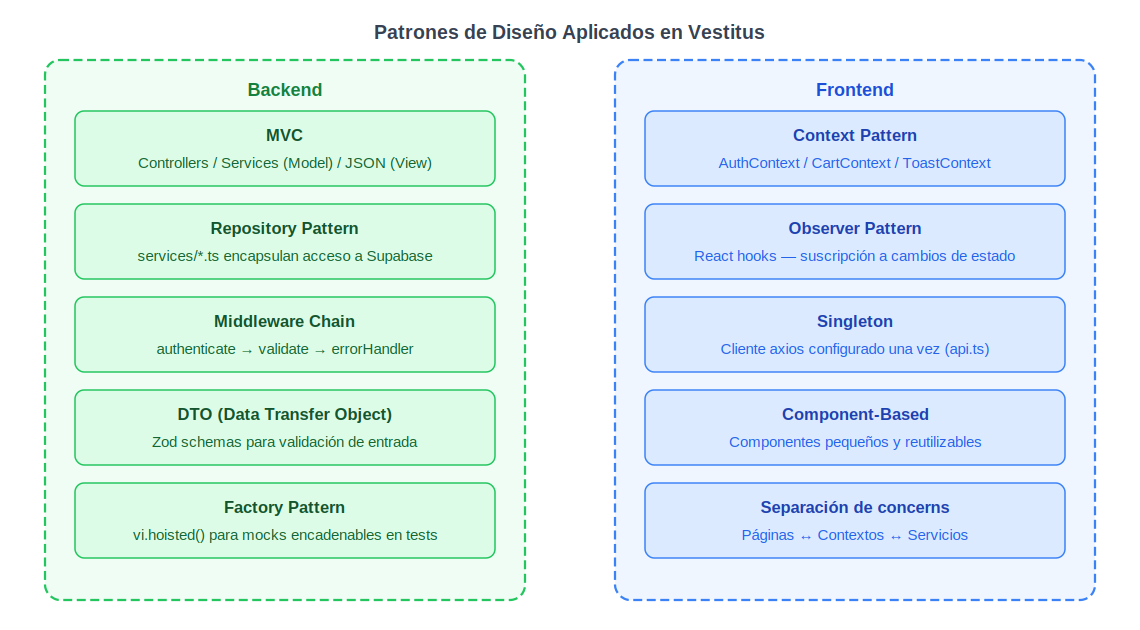 Patrones de Diseño Aplicados en Vestitus
Backend
MVC
Controllers / Services (Model) / JSON (View)
Repository Pattern
services/*.ts encapsulan acceso a Supabase
Middleware Chain
authenticate → validate → errorHandler
DTO (Data Transfer Object)
Zod schemas para validación de entrada
Factory Pattern
vi.hoisted() para mocks encadenables en tests
Frontend
Context Pattern
AuthContext / CartContext / ToastContext
Observer Pattern
React hooks — suscripción a cambios de estado
Singleton
Cliente axios configurado una vez (api.ts)
Component-Based
Componentes pequeños y reutilizables
Separación de concerns
Páginas ↔ Contextos ↔ Servicios